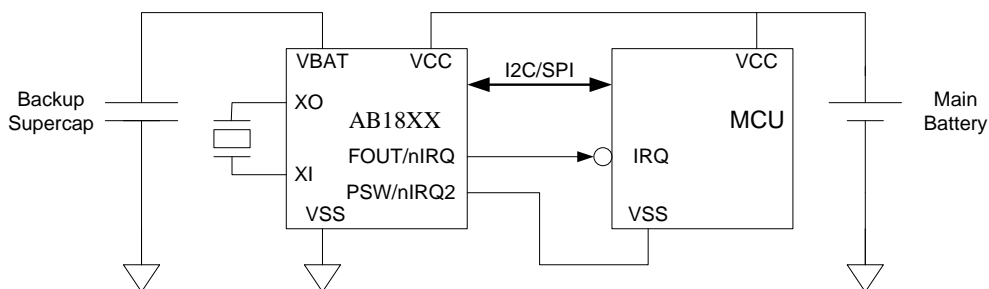 VBAT
VCC
I2C/SPI
VCC
Backup
Supercap
XO
AB18XX
MCU
Main
Battery
FOUT/nIRQ
IRQ
XI
PSW/nIRQ2
VSS
VSS